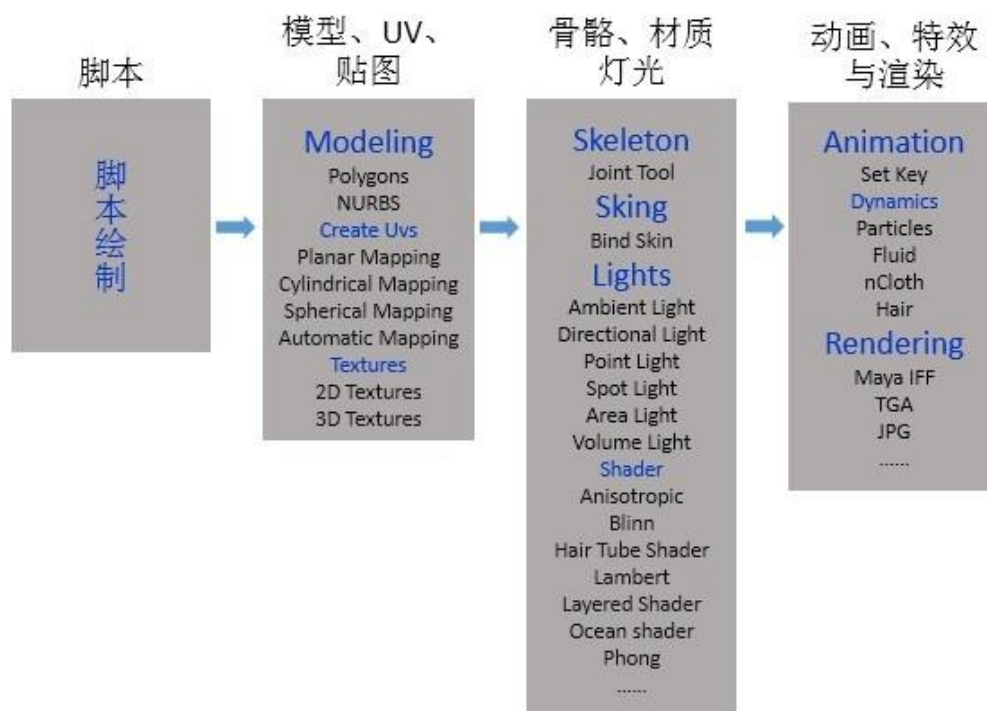 脚本
脚
本
绘
制
模型、UV、
贴图
Modeling
Polygons
NURBS
Create Uvs
Planar Mapping
Cylindrical Mapping
Spherical Mapping
Automatic Mapping
Textures
2D Textures
3D Textures
骨骼、材质
灯光
Skeleton
Joint Tool
Sking
Bind Skin
Lights
Ambient Light
Directional Light
Point Light
Spot Light
Area Light
Volume Light
Shader
Anisotropic
Blinn
Hair Tube Shader
Lambert
Layered Shader
Ocean shader
Phong
......
动画、特效
与渲染
Animation
Set Key
Dynamics
Particles
Fluid
nCloth
Hair
Rendering
Maya IFF
TGA
JPG
......